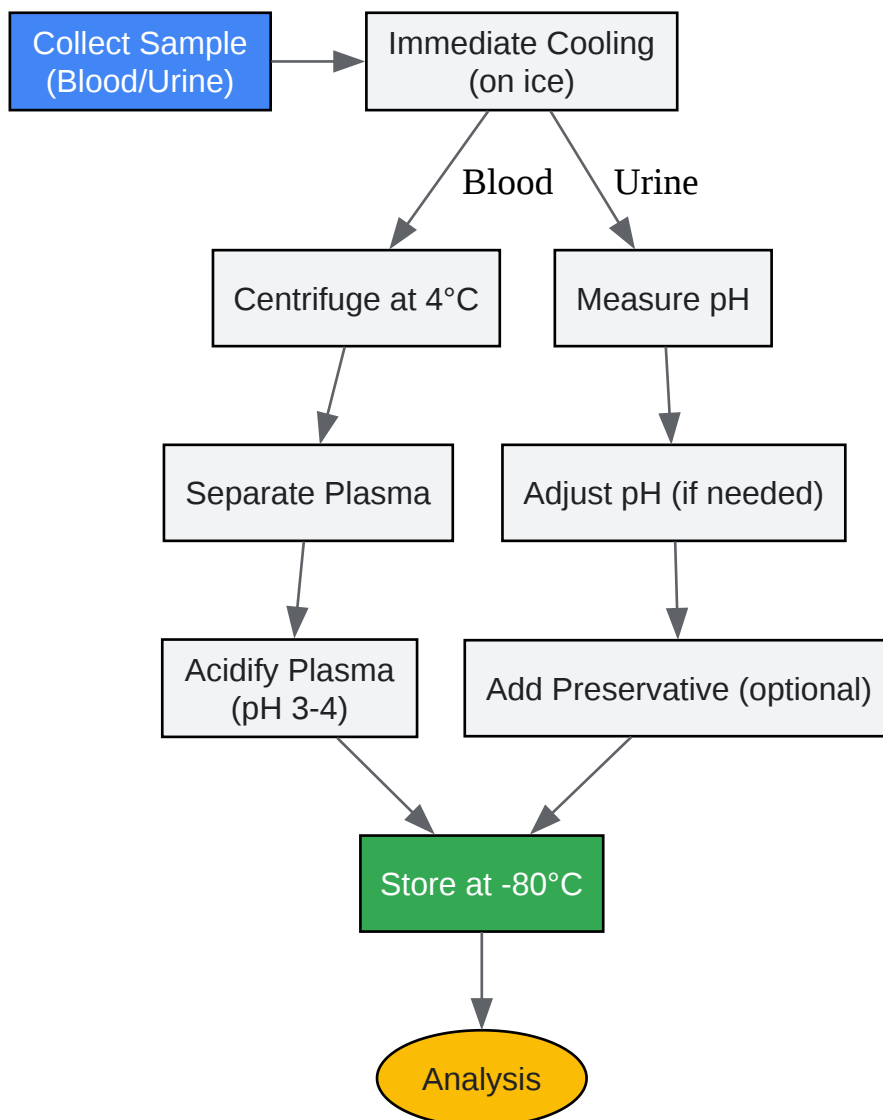 Collect Sample
(Blood/Urine)
Immediate Cooling
(on ice)
Blood
Urine
Centrifuge at 4°C
Measure pH
Separate Plasma
Adjust pH (if needed)
Acidify Plasma
(pH 3-4)
Add Preservative (optional)
Store at -80°C
Analysis